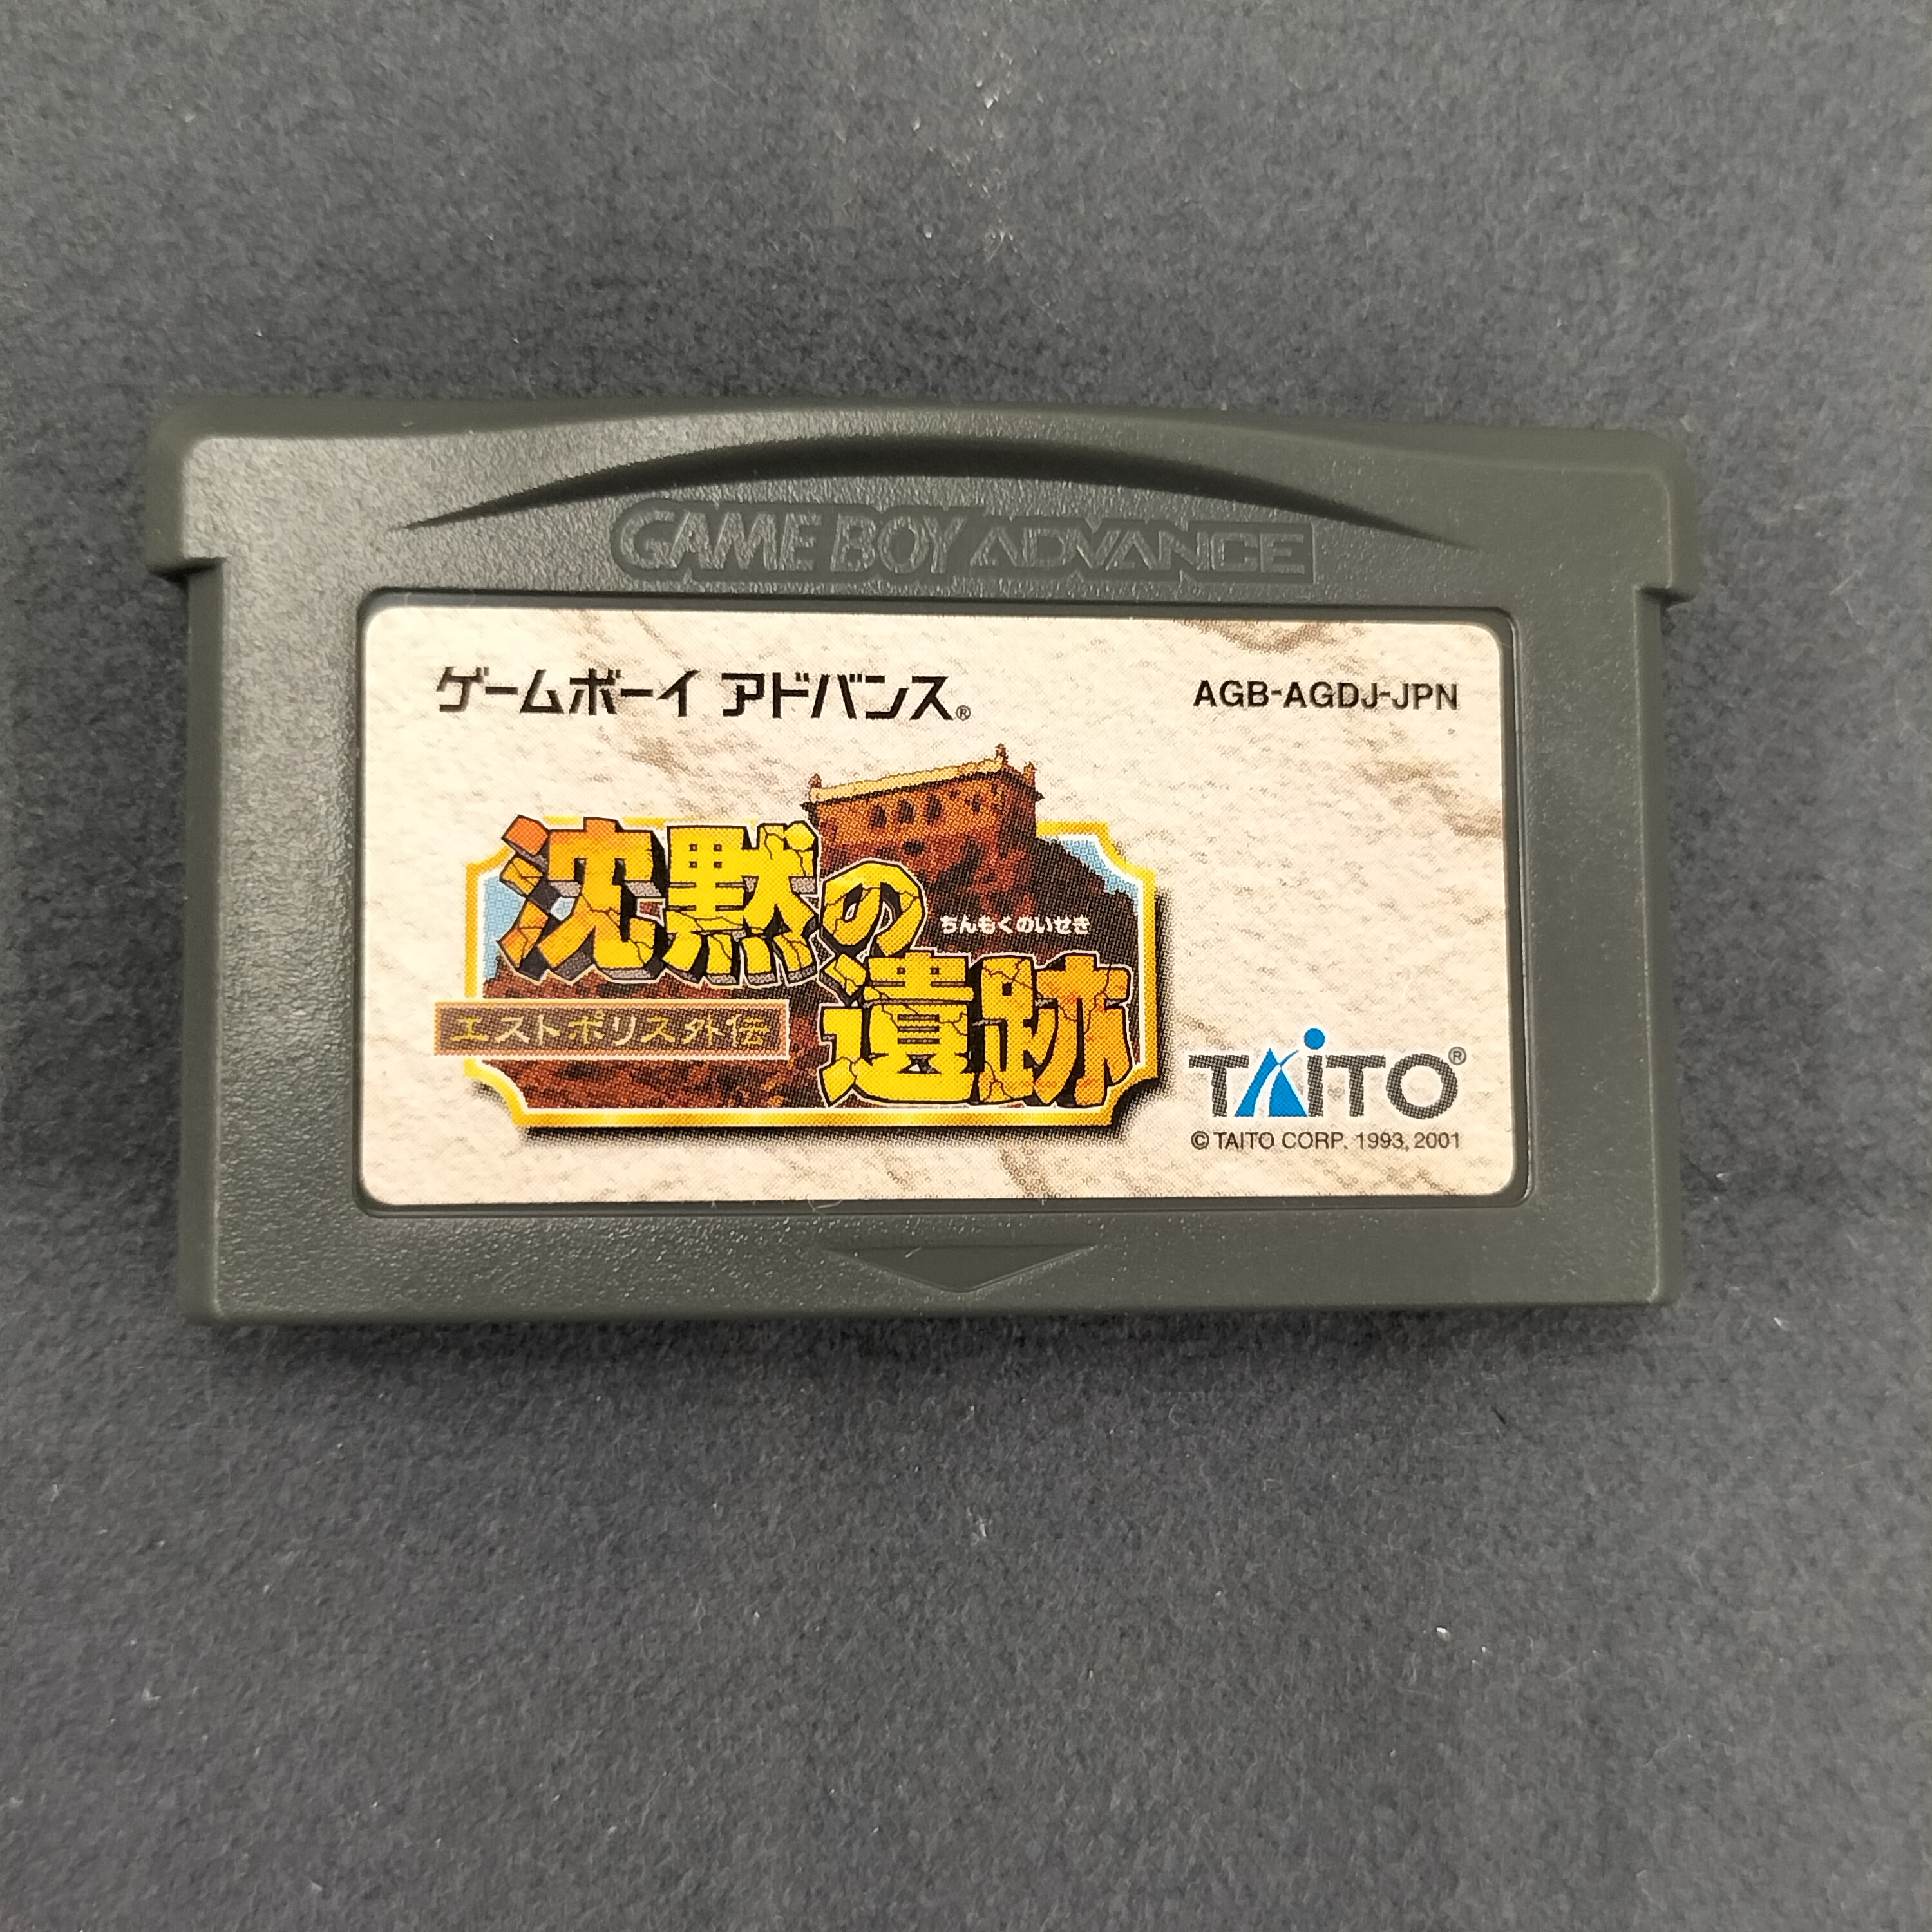 GAME BOY ADVANCE
ゲームボーイ アドバンス®
AGB-AGDJ-JPN
沈黙の
ちんもくのいせき
遺跡
エストポリス外伝
TAITO®
© TAITO CORP. 1993, 2001